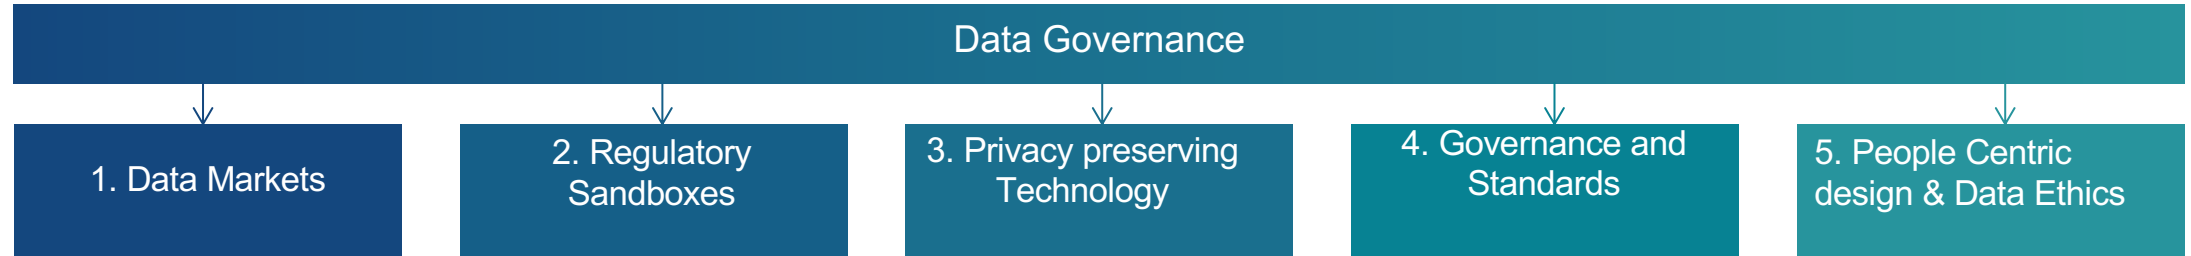 Data Governance
1. Data Markets
2. Regulatory
Sandboxes
3. Privacy preserving
Technology
4. Governance and
Standards
5. People Centric
design & Data Ethics